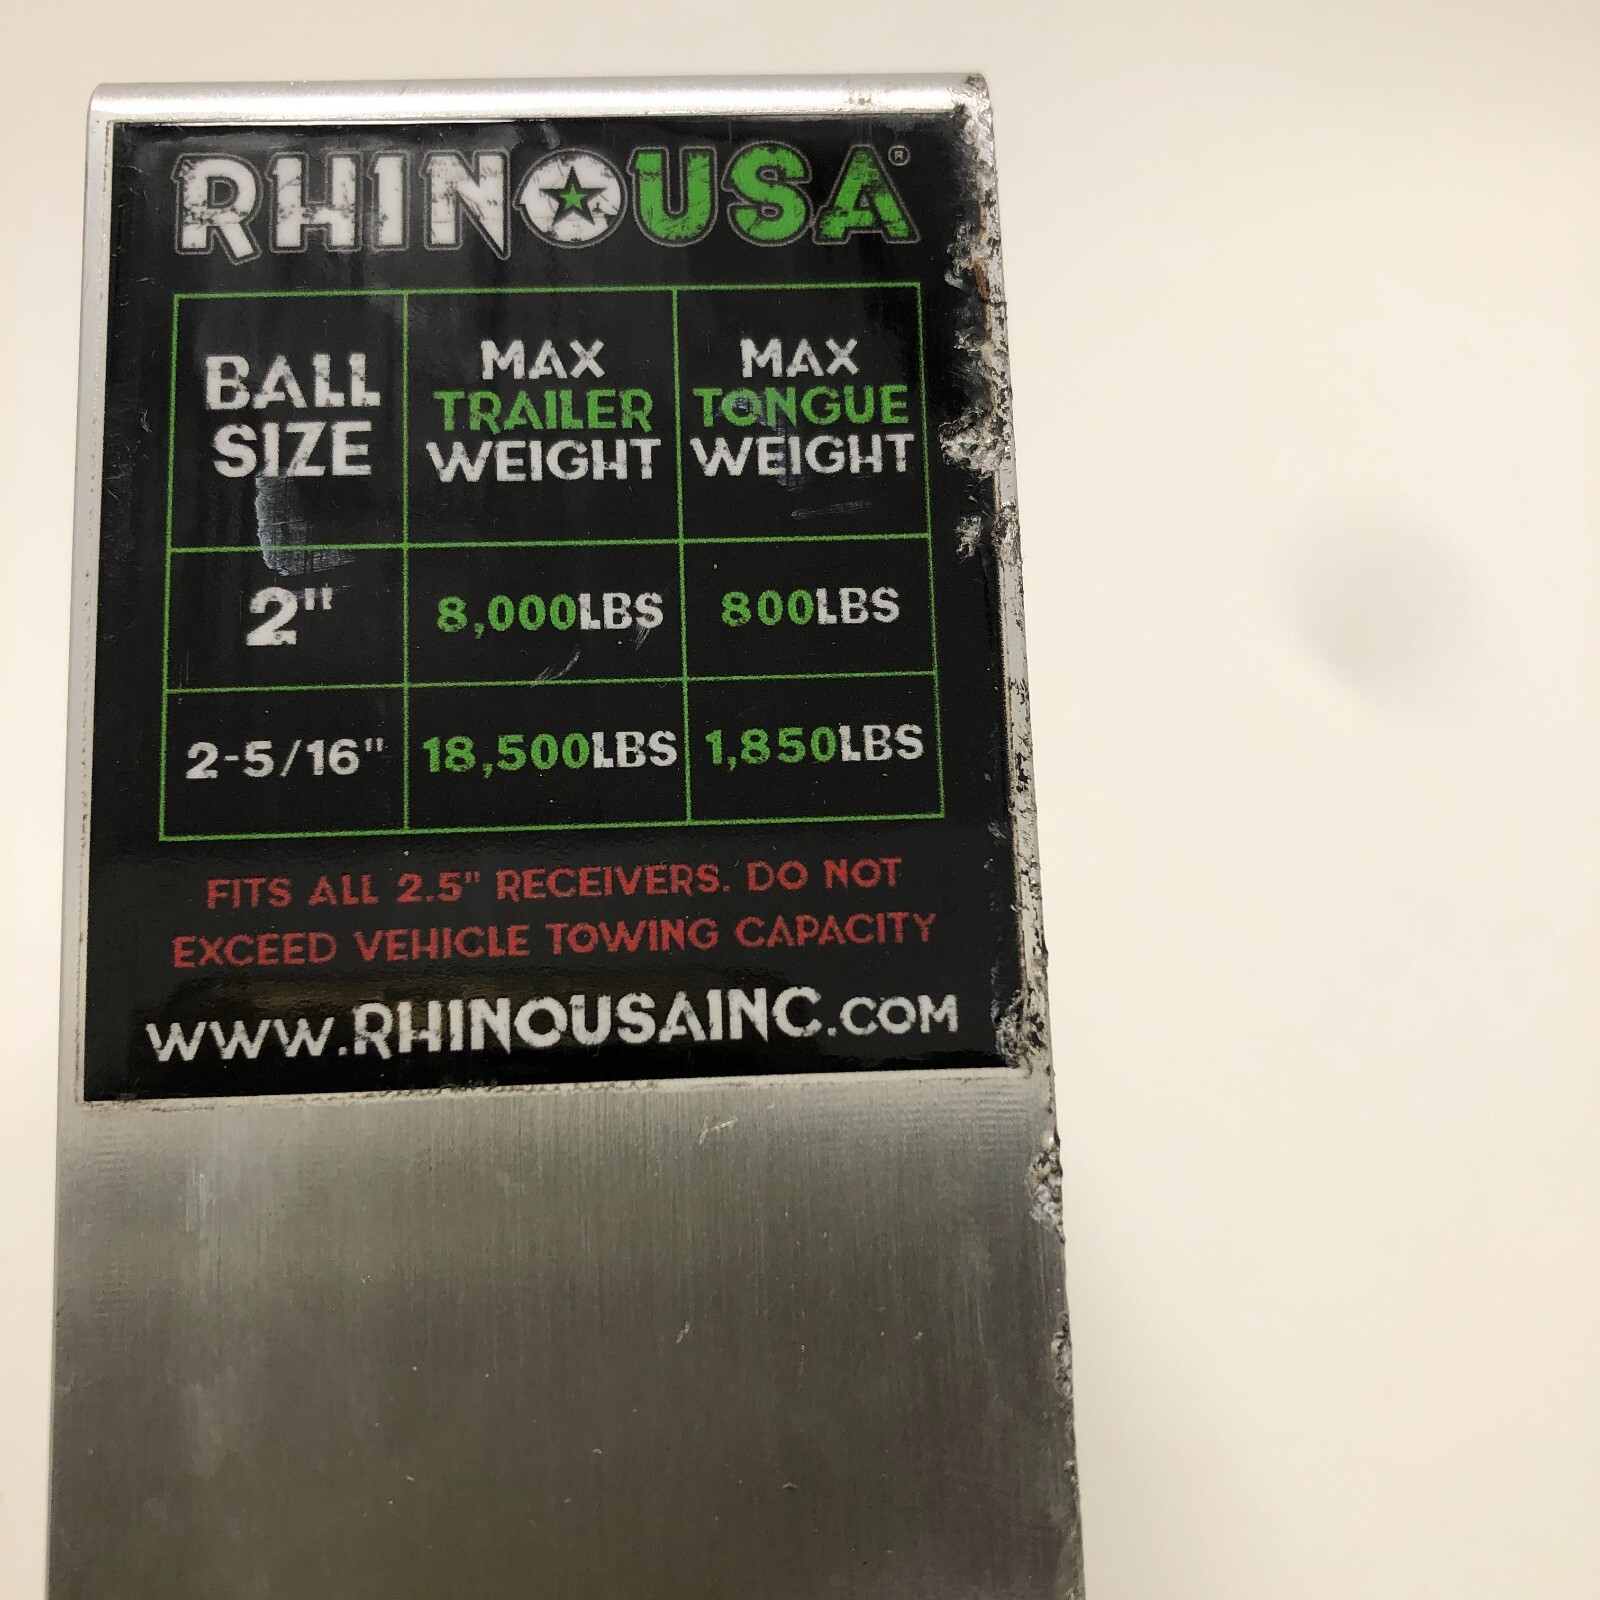 RHINOUSA®
BALL SIZE
MAX TRAILER WEIGHT
MAX TONGUE WEIGHT
2" 8,000LBS 800LBS
2-5/16" 18,500LBS 1,850LBS
FITS ALL 2.5" RECEIVERS. DO NOT
EXCEED VEHICLE TOWING CAPACITY
WWW.RHINOUSAINC.COM